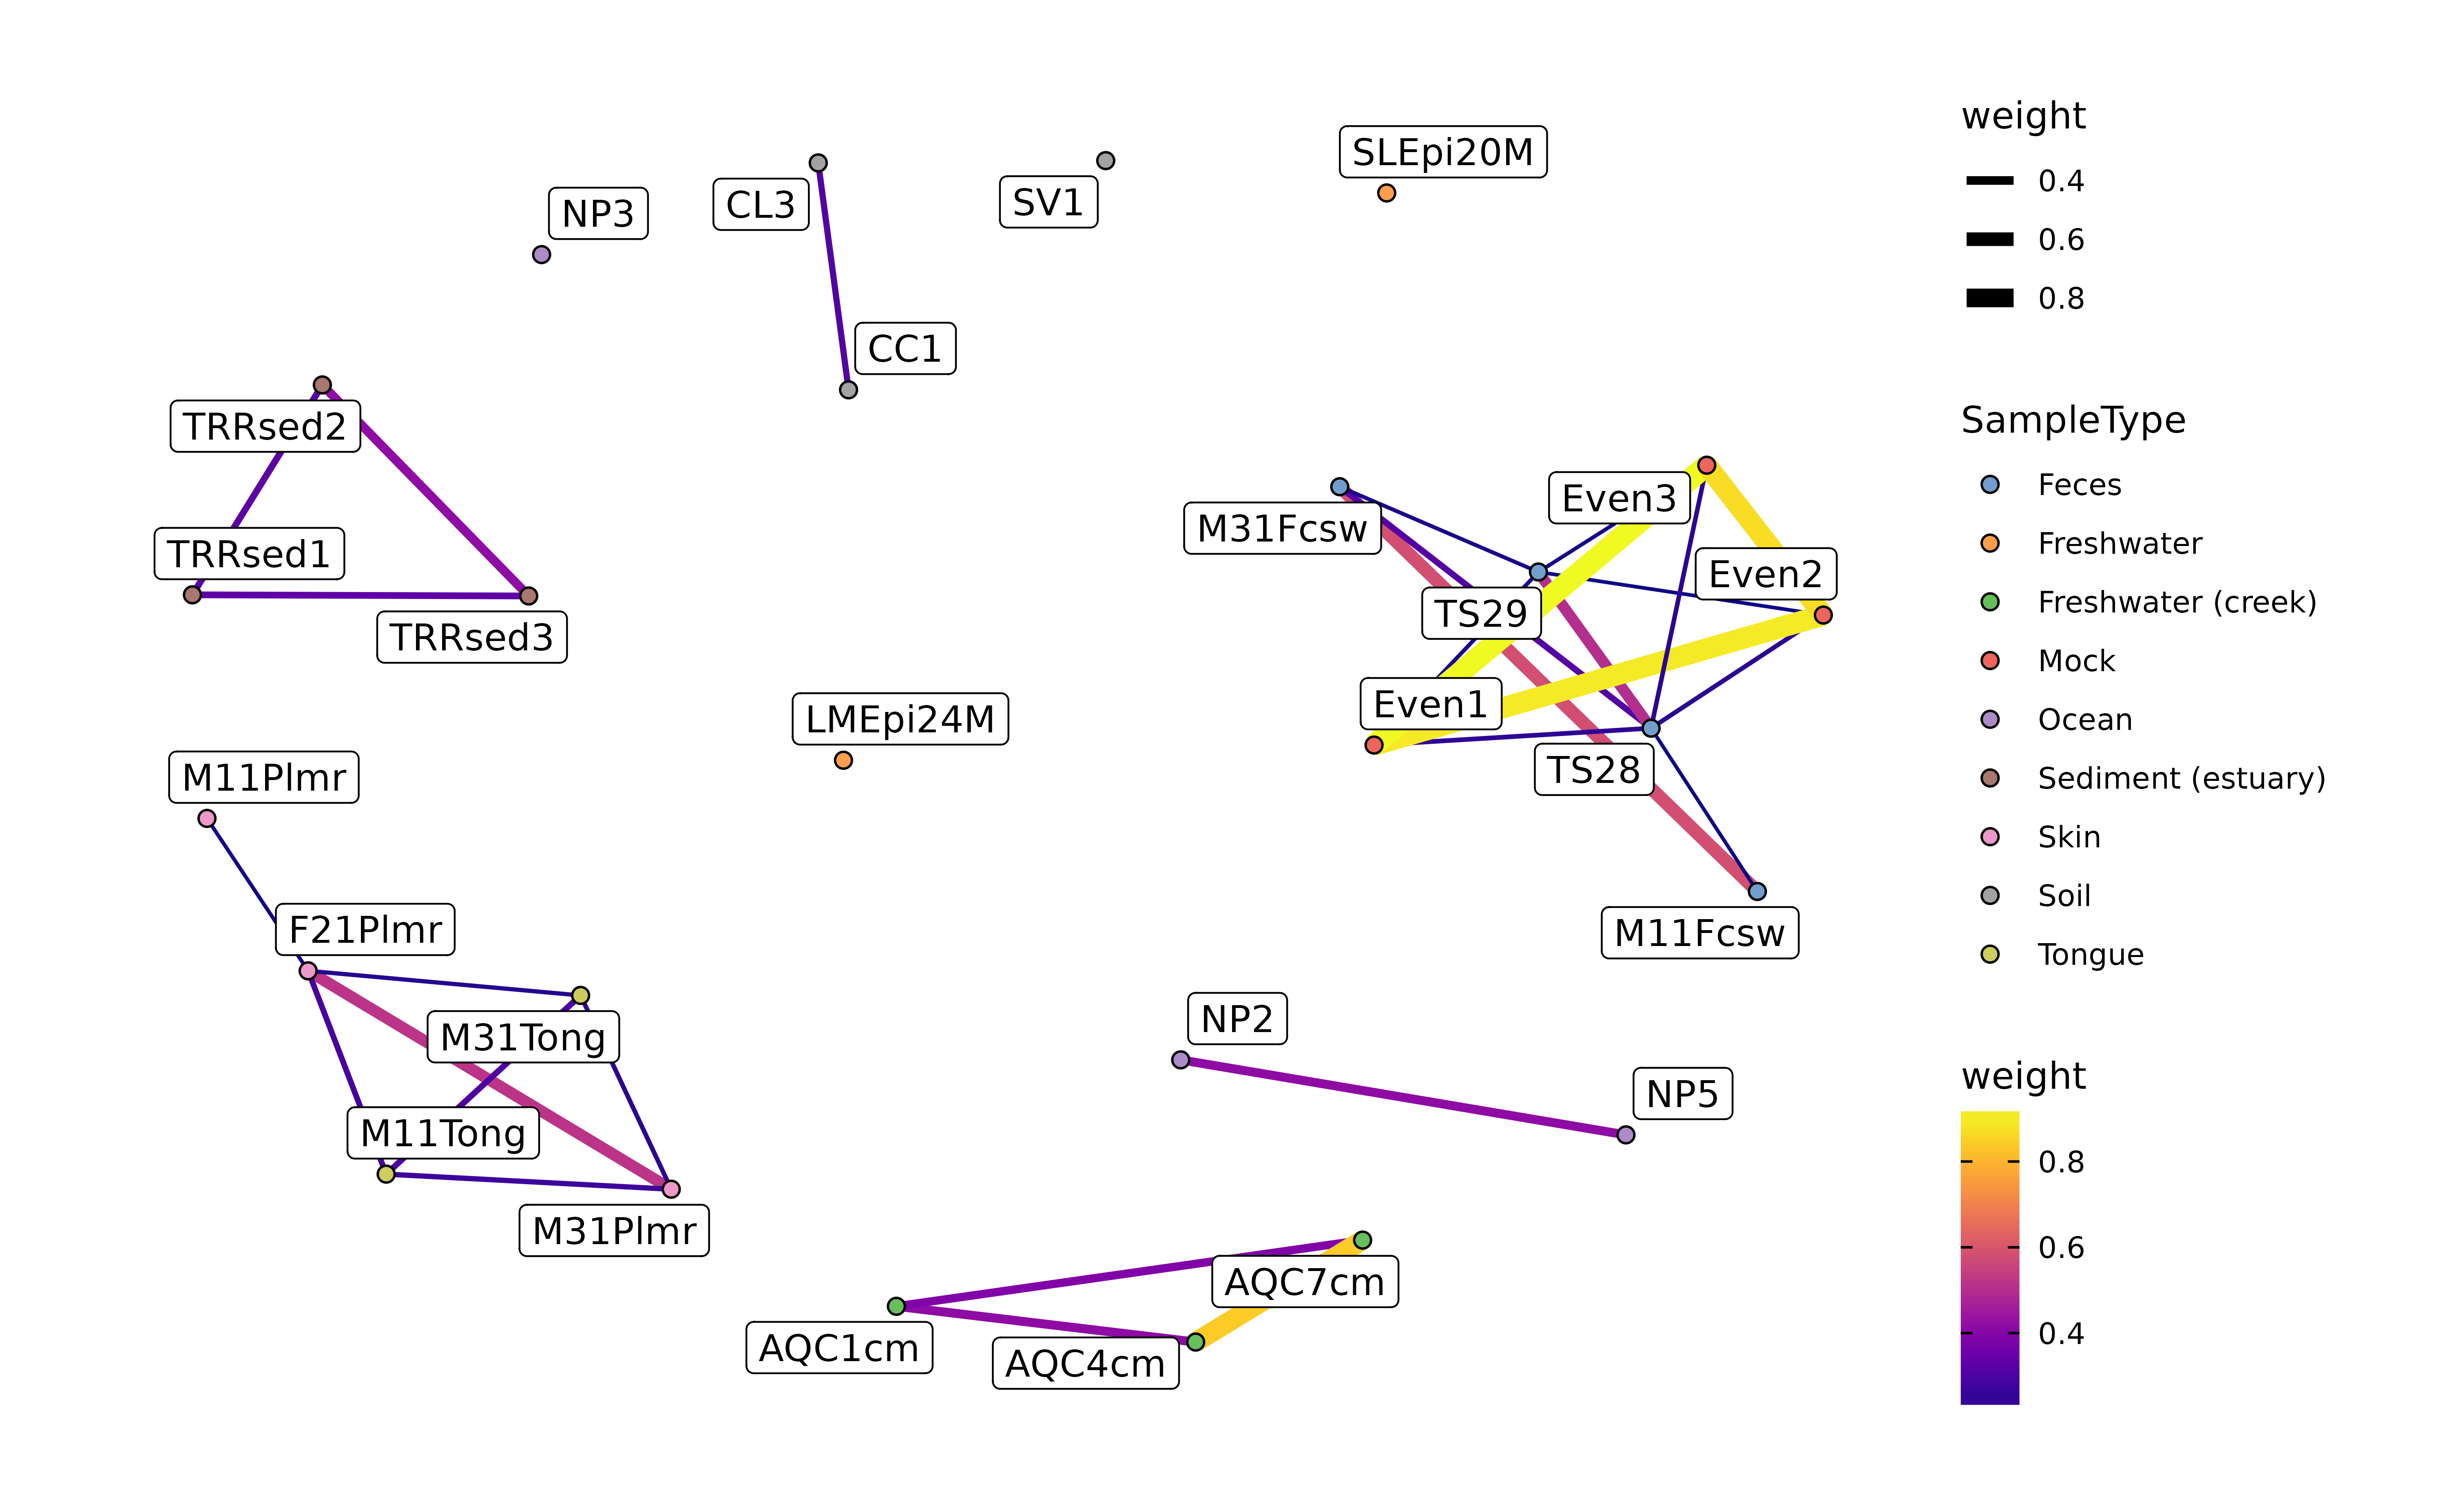 SLEpi20M
NP3
CL3
SV1
CC1
TRRsed2
M31Fcsw
Even3
TRRsed1
Even2
TRRsed3
TS29
LMEpi24M
Even1
M11Plmr
TS28
F21Plmr
M11Fcsw
M31Tong
NP2
NP5
M11Tong
M31Plmr
AQC7cm
AQC1cm
AQC4cm
weight
0.4
0.6
0.8
SampleType
Feces
Freshwater
Freshwater (creek)
Mock
Ocean
Sediment (estuary)
Skin
Soil
Tongue
weight
0.8
0.6
0.4